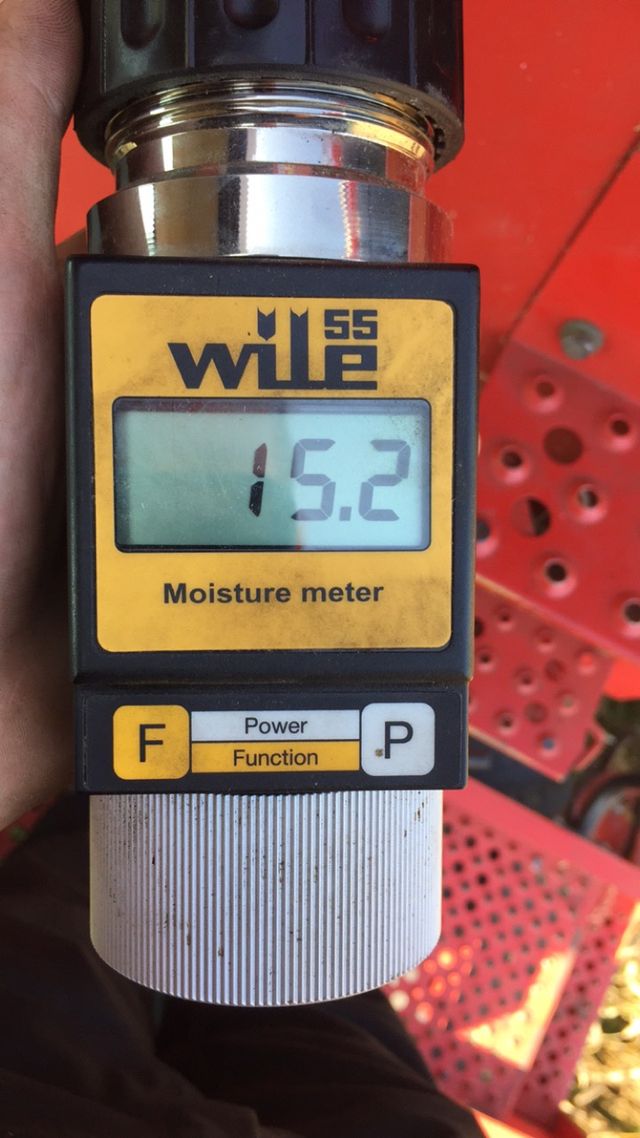 wile 55
15.2
Moisture meter
F Power P
Function